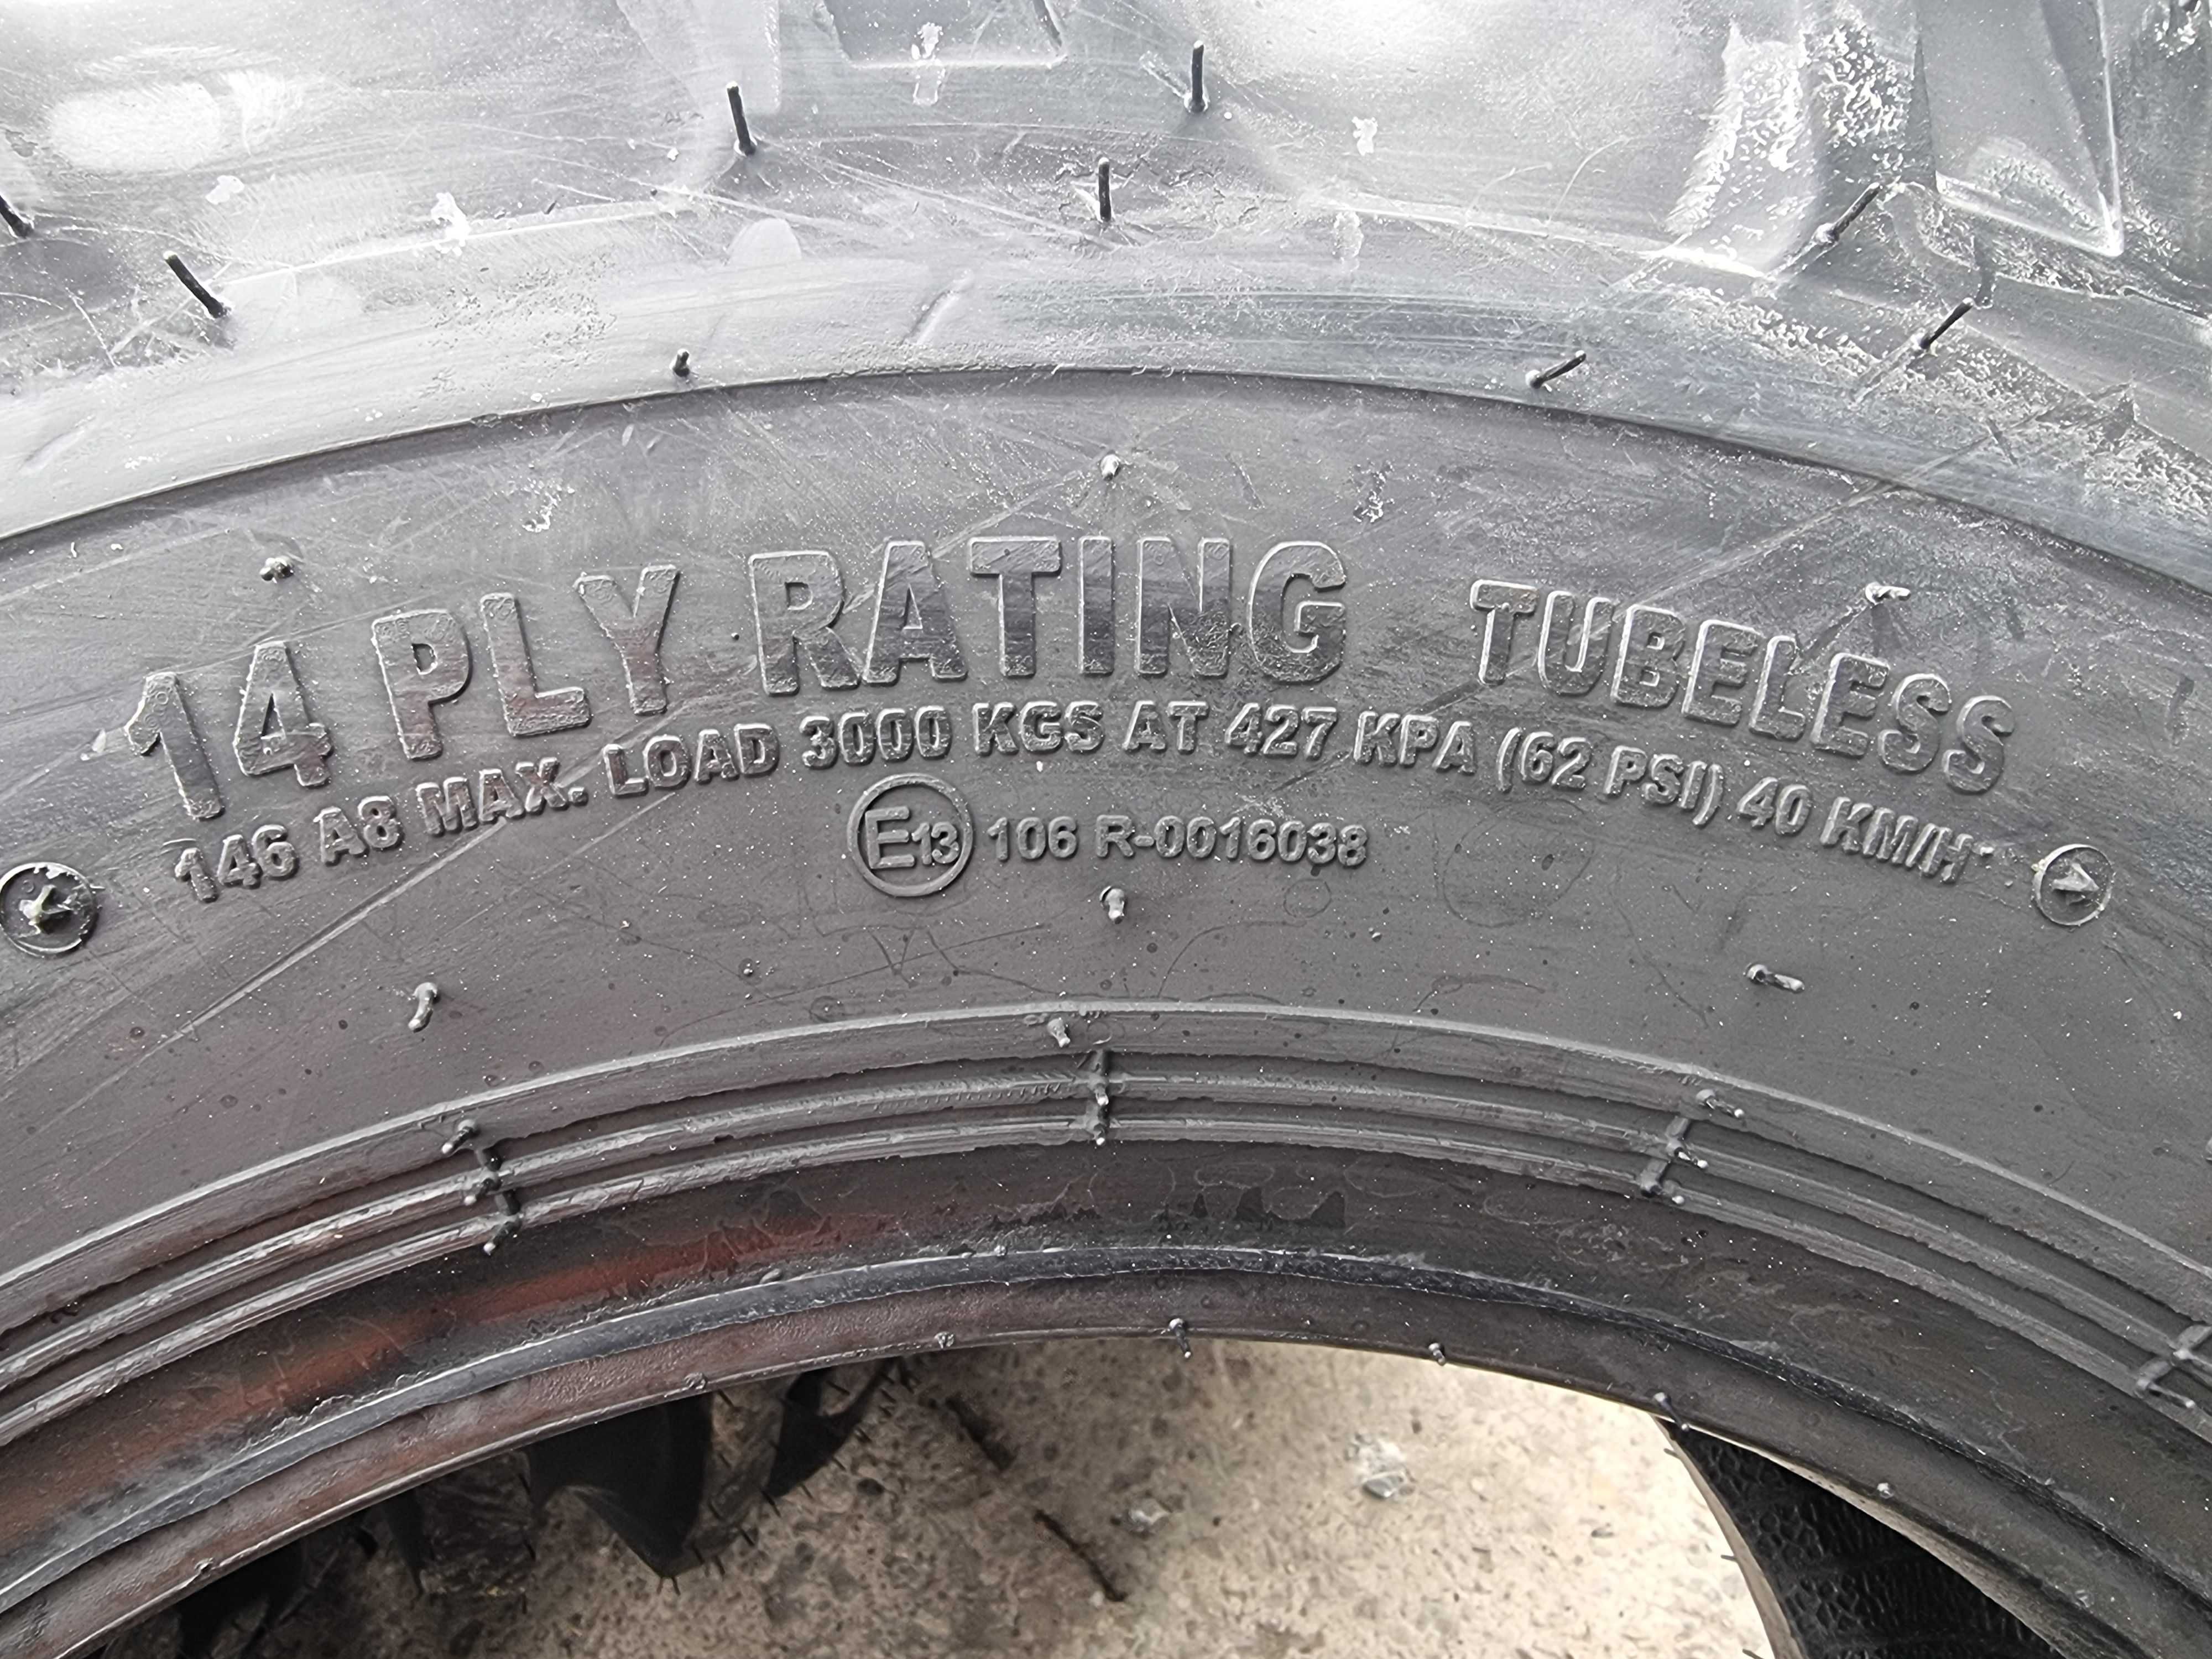 14 PLY RATING TUBELESS
146 A8 MAX. LOAD 3000 KGS AT 427 KPA (62 PSI) 40 KM/H
E13 106 R-0016038